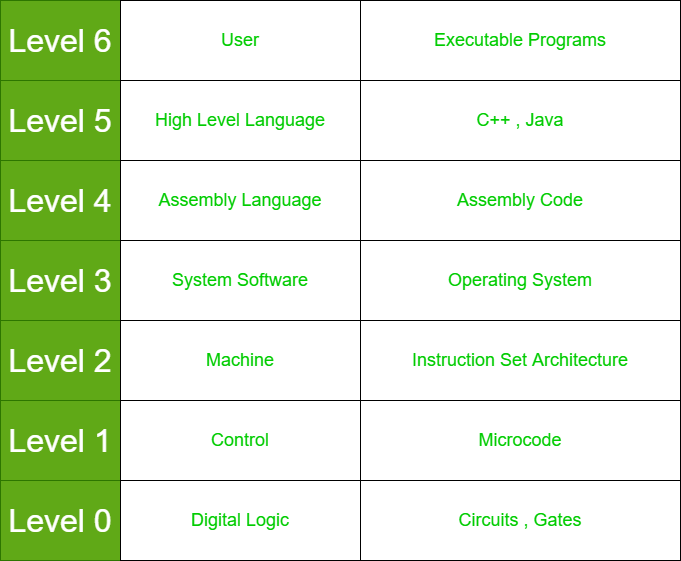 Level 6 User Executable Programs
Level 5 High Level Language C++ , Java
Level 4 Assembly Language Assembly Code
Level 3 System Software Operating System
Level 2 Machine Instruction Set Architecture
Level 1 Control Microcode
Level 0 Digital Logic Circuits , Gates